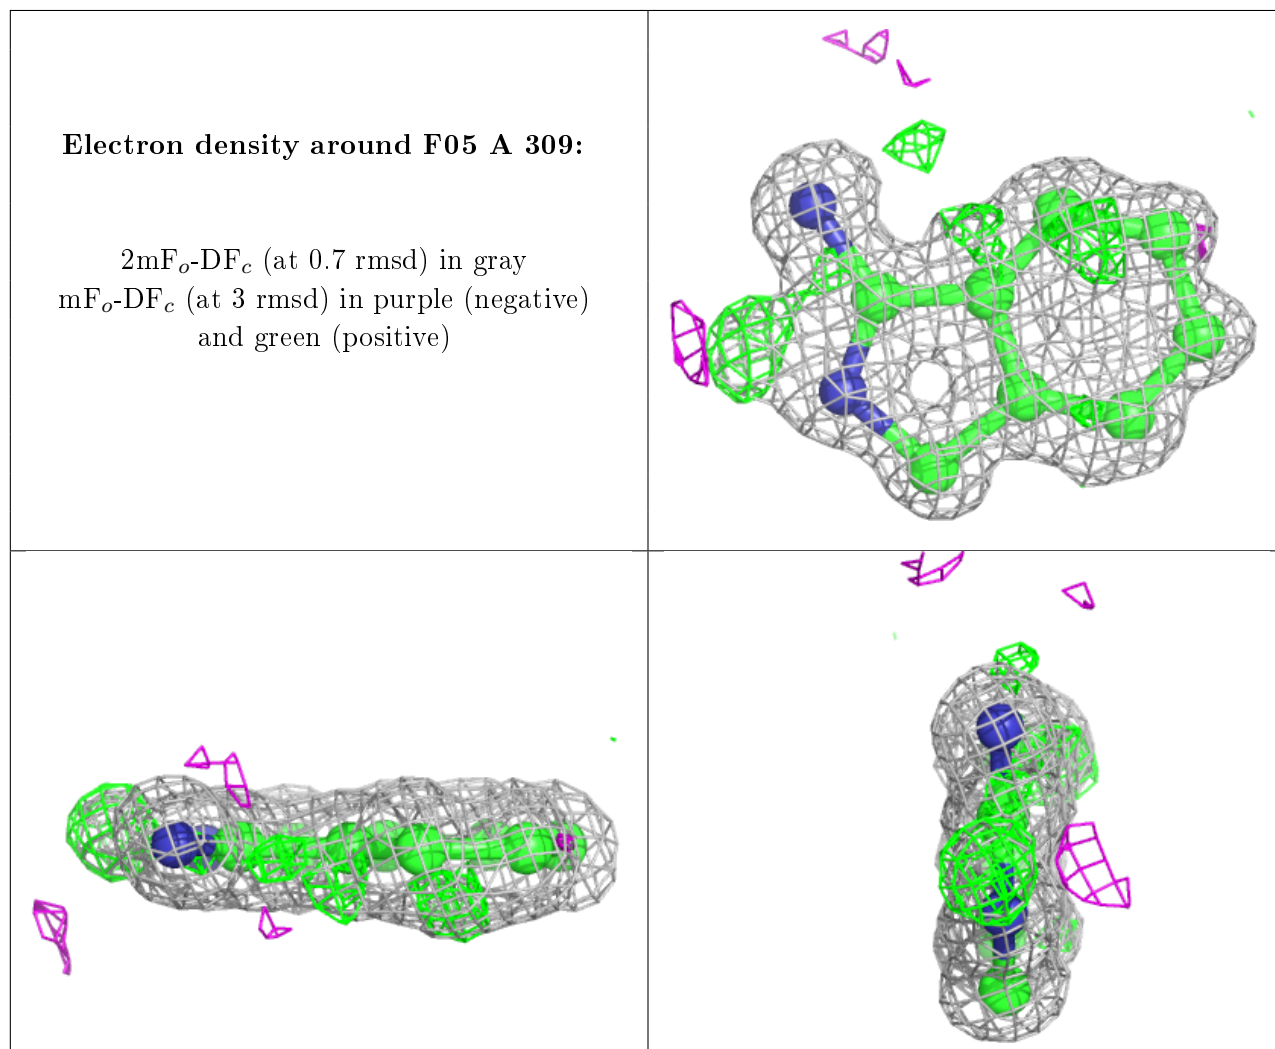 Electron density around F05 A 309:
2mFₒ-DF𝒸 (at 0.7 rmsd) in gray
mFₒ-DF𝒸 (at 3 rmsd) in purple (negative)
and green (positive)